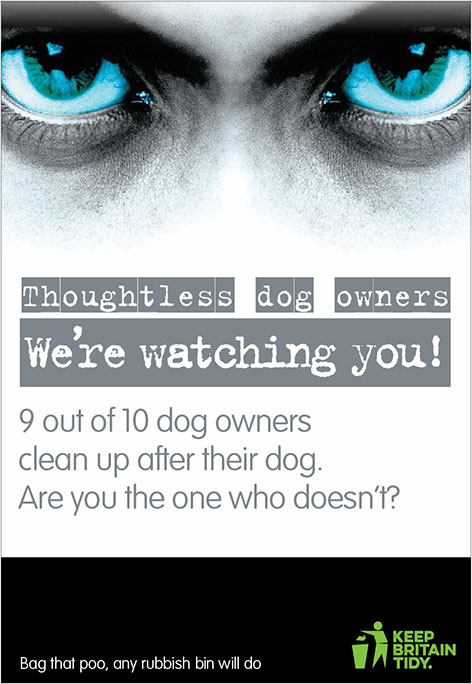 Thoughtless dog owners
We're watching you!
9 out of 10 dog owners
clean up after their dog.
Are you the one who doesn't?
Bag that poo, any rubbish bin will do
KEEP
BRITAIN
TIDY.